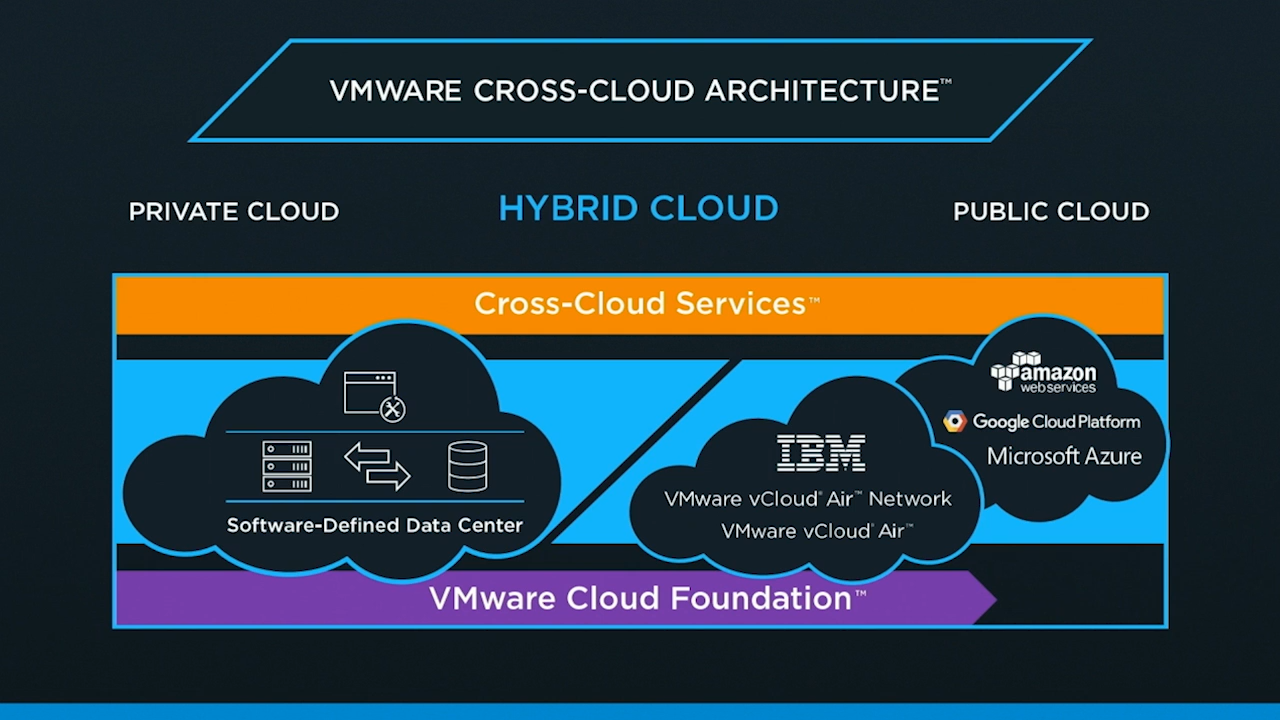 VMWARE CROSS-CLOUD ARCHITECTURE™
PRIVATE CLOUD
HYBRID CLOUD
PUBLIC CLOUD
Cross-Cloud Services™
amazon
web services
Google Cloud Platform
Microsoft Azure
IBM
VMware vCloud® Air™ Network
VMware vCloud® Air™
Software-Defined Data Center
VMware Cloud Foundation™